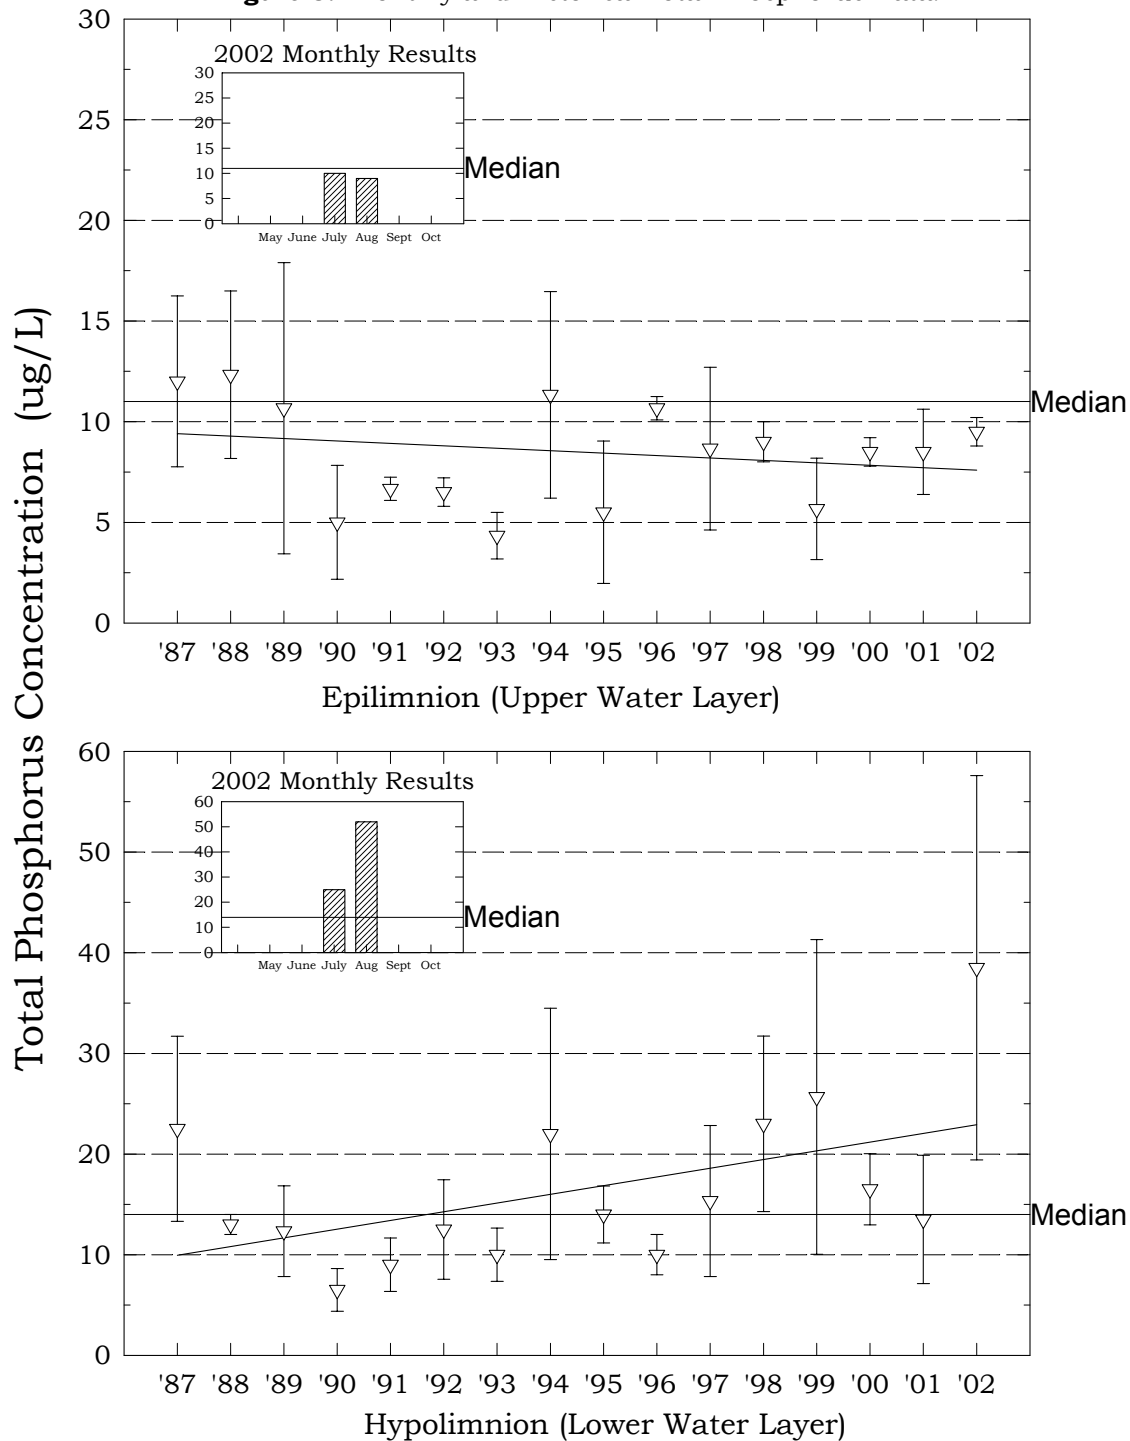 30
2002 Monthly Results
30
25
20
15
10
5
0
Median
May June July Aug Sept Oct
25
20
15
10
5
0
Median
'87 '88 '89 '90 '91 '92 '93 '94 '95 '96 '97 '98 '99 '00 '01 '02
Epilimnion (Upper Water Layer)
Total Phosphorus Concentration (ug/L)
60
2002 Monthly Results
60
50
40
30
20
10
0
Median
May June July Aug Sept Oct
50
40
30
20
10
0
Median
'87 '88 '89 '90 '91 '92 '93 '94 '95 '96 '97 '98 '99 '00 '01 '02
Hypolimnion (Lower Water Layer)